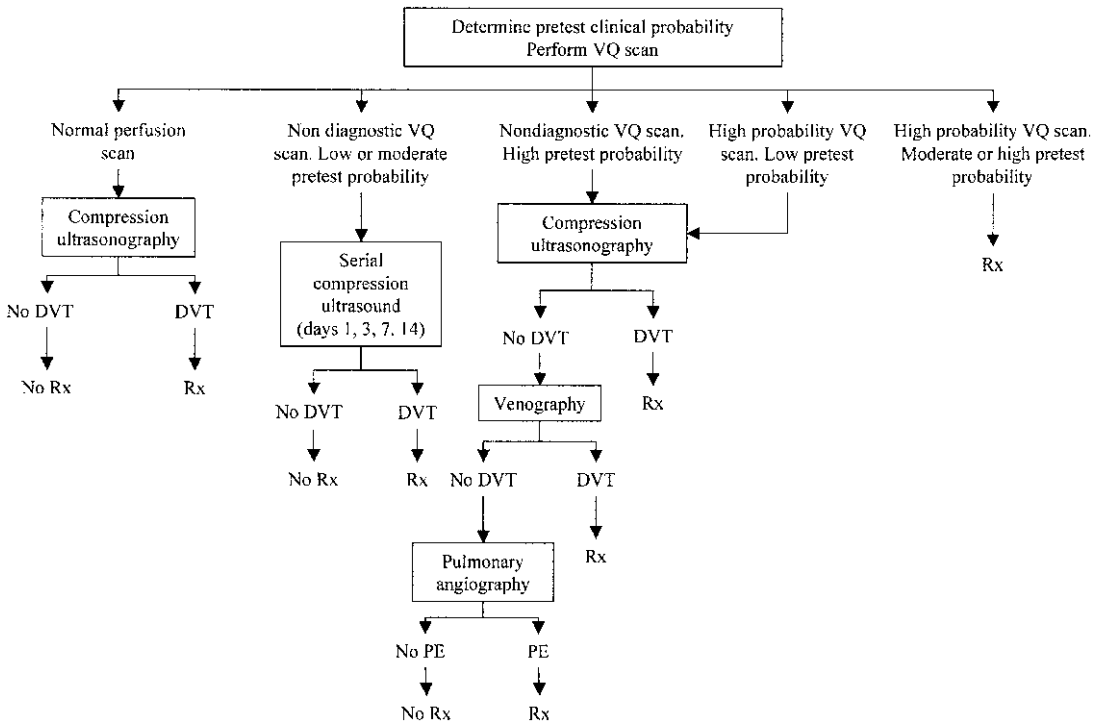 Determine pretest clinical probability
Perform VQ scan
Normal perfusion
scan
Non diagnostic VQ
scan. Low or moderate
pretest probability
Nondiagnostic VQ scan.
High pretest probability
High probability VQ
scan. Low pretest
probability
High probability VQ scan.
Moderate or high pretest
probability
Compression
ultrasonography
Serial
compression
ultrasound
(days 1, 3, 7, 14)
Compression
ultrasonography
Rx
No DVT
DVT
No DVT
DVT
No Rx
Rx
No DVT
DVT
Venography
Rx
No Rx
Rx
No DVT
DVT
Pulmonary
angiography
Rx
No PE
PE
No Rx
Rx